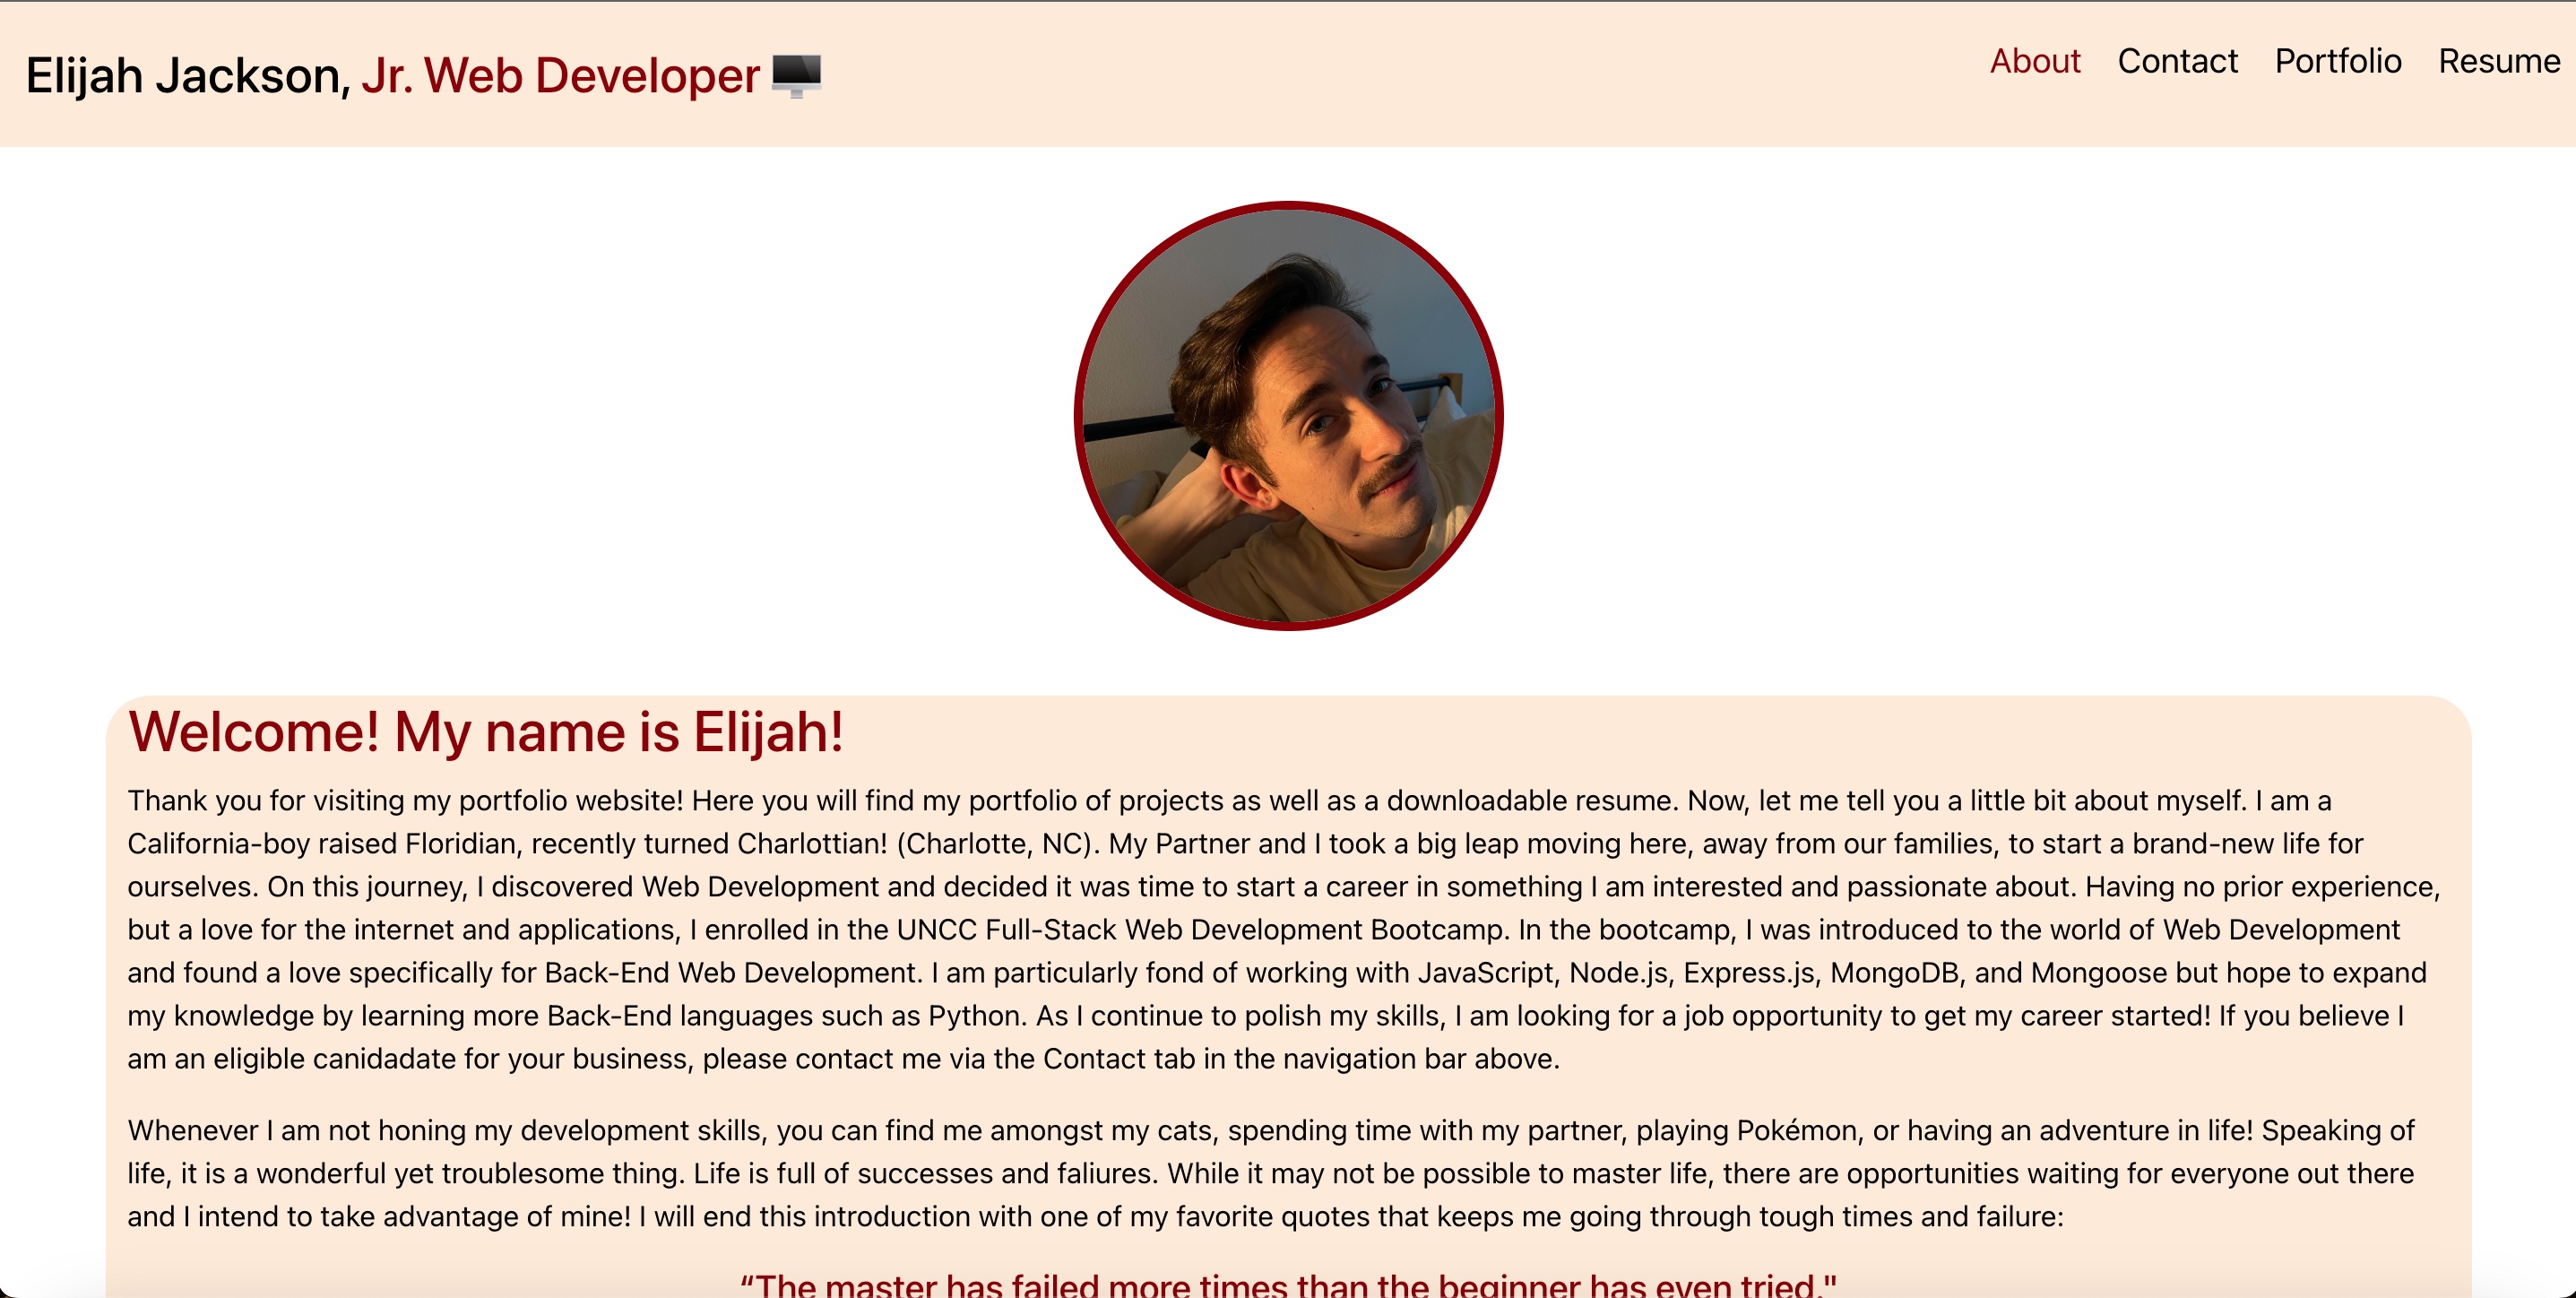 Elijah Jackson, Jr. Web Developer
About Contact Portfolio Resume
Welcome! My name is Elijah!
Thank you for visiting my portfolio website! Here you will find my portfolio of projects as well as a downloadable resume. Now, let me tell you a little bit about myself. I am a
California-boy raised Floridian, recently turned Charlottian! (Charlotte, NC). My Partner and I took a big leap moving here, away from our families, to start a brand-new life for
ourselves. On this journey, I discovered Web Development and decided it was time to start a career in something I am interested and passionate about. Having no prior experience,
but a love for the internet and applications, I enrolled in the UNCC Full-Stack Web Development Bootcamp. In the bootcamp, I was introduced to the world of Web Development
and found a love specifically for Back-End Web Development. I am particularly fond of working with JavaScript, Node.js, Express.js, MongoDB, and Mongoose but hope to expand
my knowledge by learning more Back-End languages such as Python. As I continue to polish my skills, I am looking for a job opportunity to get my career started! If you believe I
am an eligible canidadate for your business, please contact me via the Contact tab in the navigation bar above.
Whenever I am not honing my development skills, you can find me amongst my cats, spending time with my partner, playing Pokémon, or having an adventure in life! Speaking of
life, it is a wonderful yet troublesome thing. Life is full of successes and faliures. While it may not be possible to master life, there are opportunities waiting for everyone out there
and I intend to take advantage of mine! I will end this introduction with one of my favorite quotes that keeps me going through tough times and failure:
“The master has failed more times than the beginner has even tried."